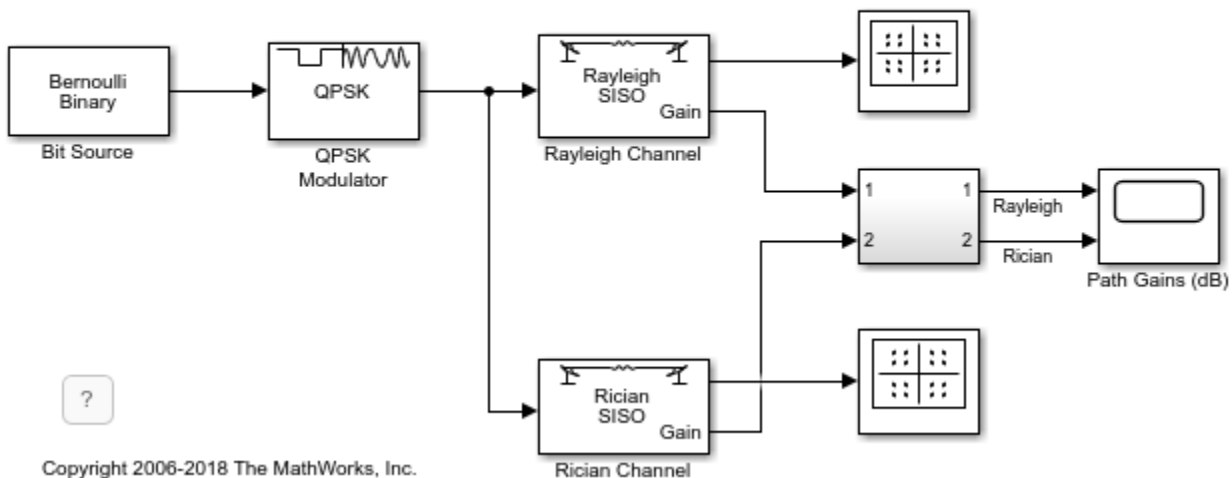 Bernoulli
Binary
Bit Source
QPSK
QPSK
Modulator
Rayleigh
SISO
Gain
Rayleigh Channel
1
2
1
2
Rayleigh
Rician
Path Gains (dB)
Rician
SISO
Gain
Rician Channel
?
Copyright 2006-2018 The MathWorks, Inc.